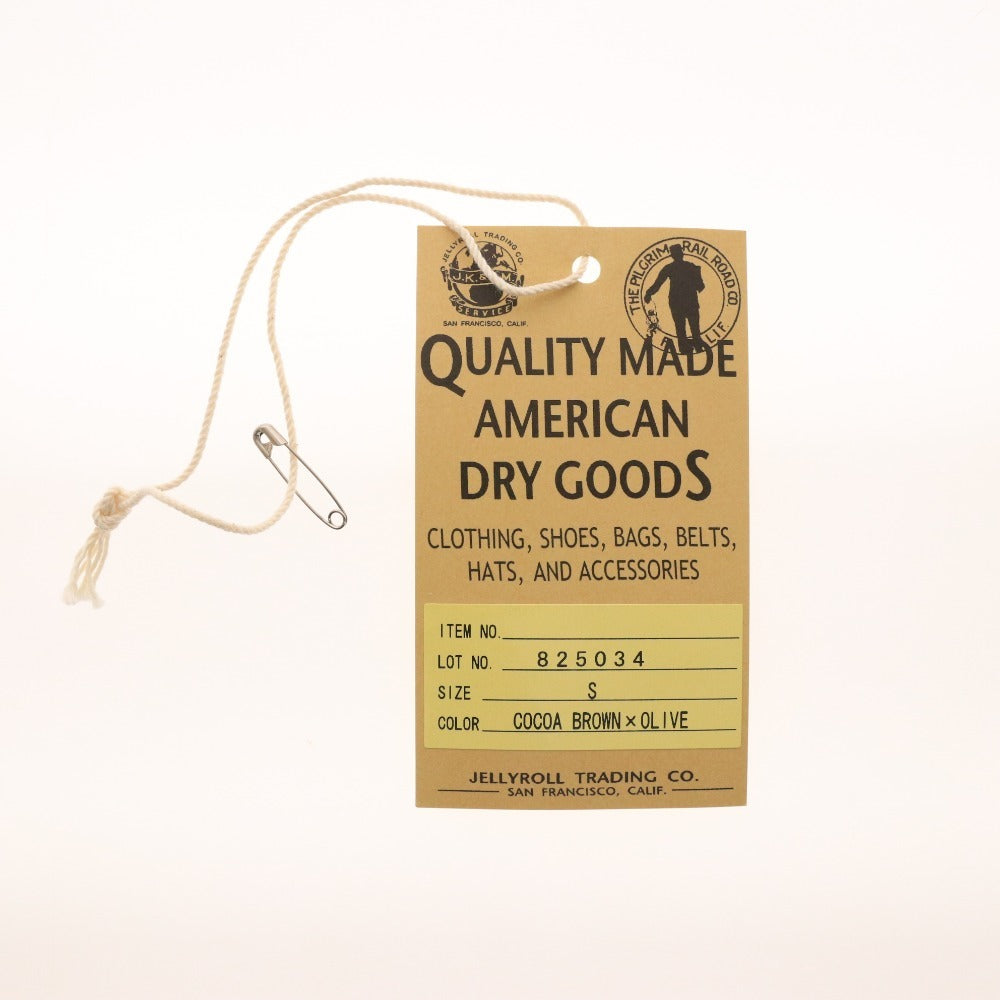 JELLYROLL TRADING CO.
J.K. & M.
SERVICE
SAN FRANCISCO, CALIF.
THE PILGRIM RAIL ROAD CO
LIF.
QUALITY MADE
AMERICAN
DRY GOODS
CLOTHING, SHOES, BAGS, BELTS,
HATS, AND ACCESSORIES
ITEM NO.
LOT NO. 825034
SIZE S
COLOR COCOA BROWN×OLIVE
JELLYROLL TRADING CO.
SAN FRANCISCO, CALIF.